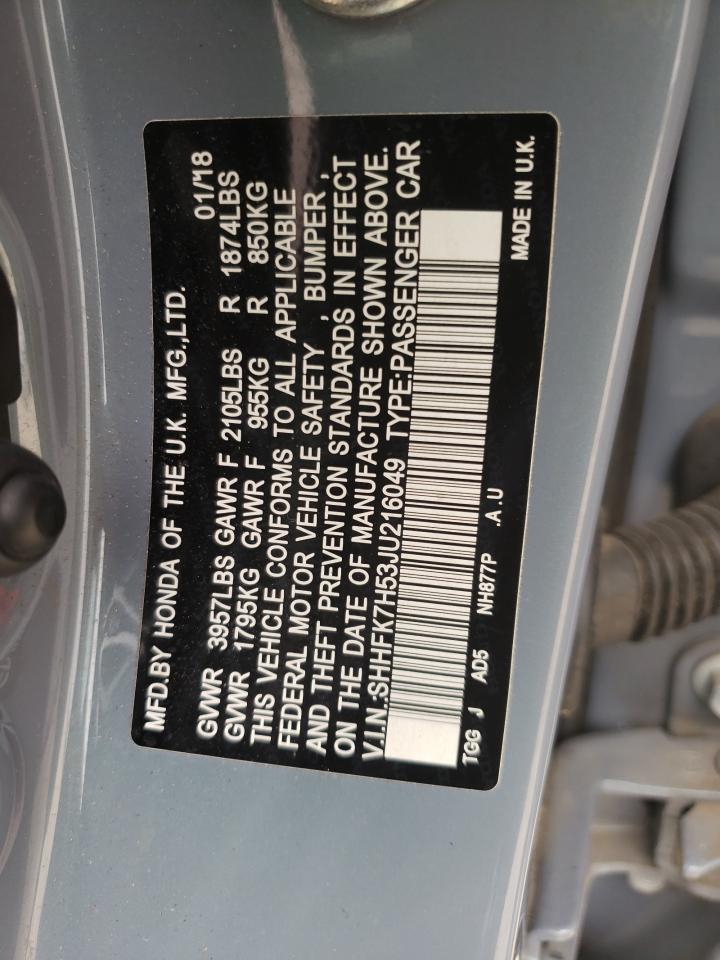 MFD.BY HONDA OF THE U.K. MFG.,LTD. 01/'18
GVWR 3957LBS GAWR F 2105LBS R 1874LBS
GVWR 1795KG GAWR F 955KG R 850KG
THIS VEHICLE CONFORMS TO ALL APPLICABLE
FEDERAL MOTOR VEHICLE SAFETY , BUMPER ,
AND THEFT PREVENTION STANDARDS IN EFFECT
ON THE DATE OF MANUFACTURE SHOWN ABOVE.
V.I.N.:SHHFK7H53JU216049 TYPE:PASSENGER CAR
TGG J AD5 NH877P .A.U MADE IN U.K.